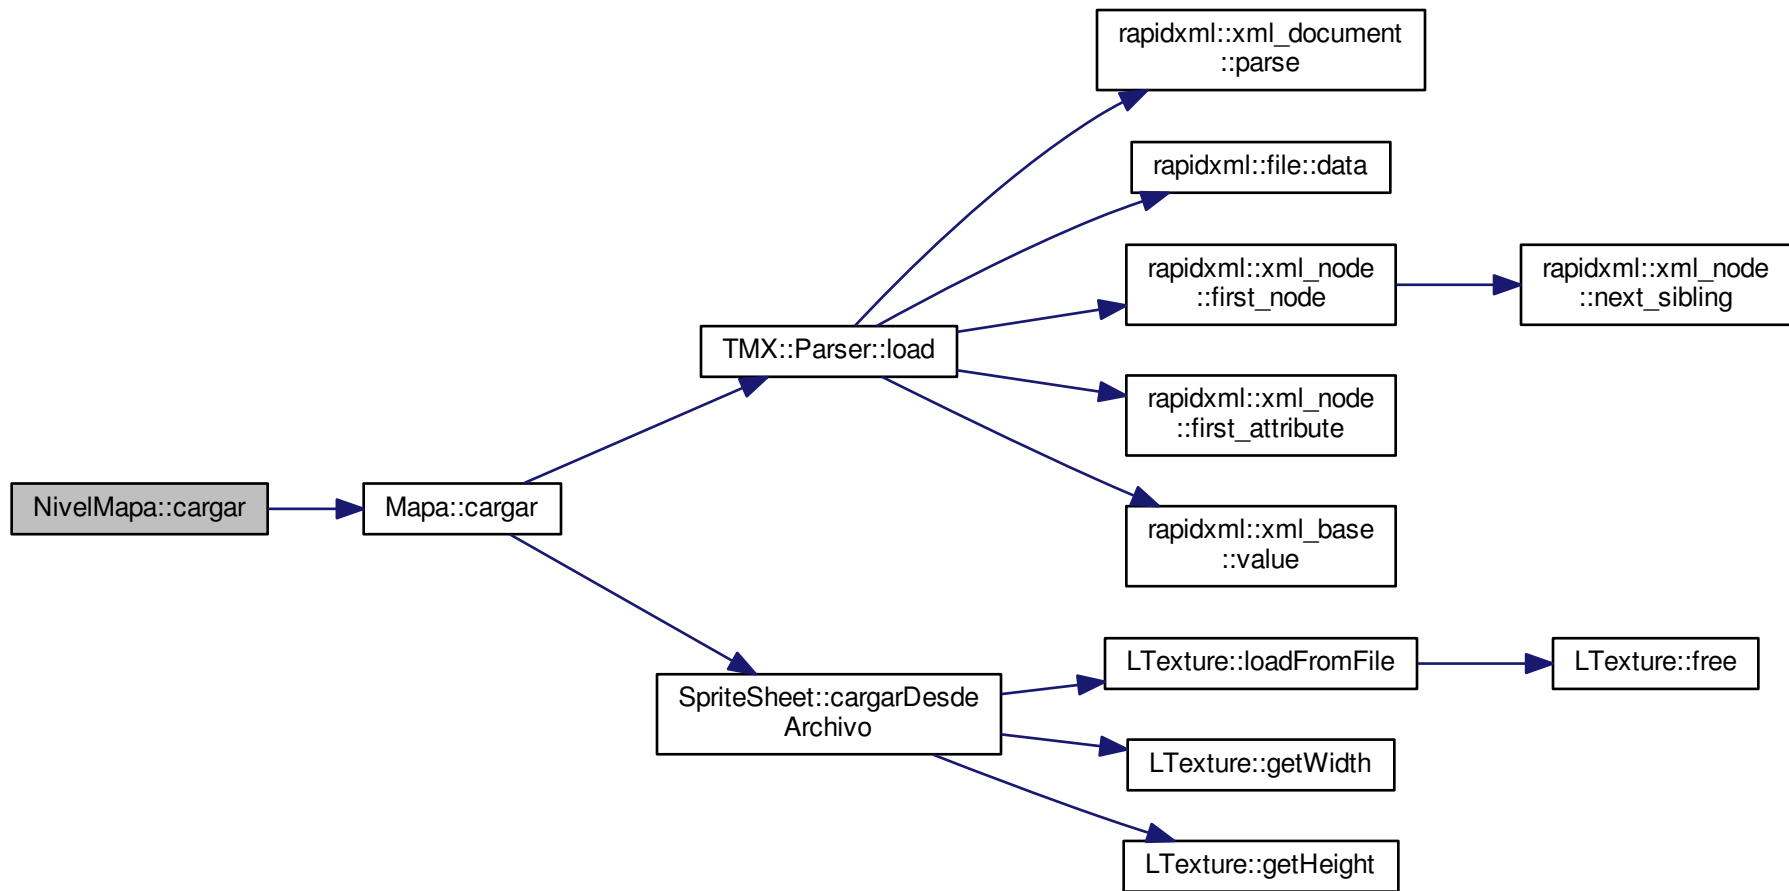 rapidxml::xml_document
::parse
rapidxml::file::data
rapidxml::xml_node
::first_node
rapidxml::xml_node
::next_sibling
TMX::Parser::load
rapidxml::xml_node
::first_attribute
NivelMapa::cargar
Mapa::cargar
rapidxml::xml_base
::value
LTexture::loadFromFile
LTexture::free
SpriteSheet::cargarDesde
Archivo
LTexture::getWidth
LTexture::getHeight